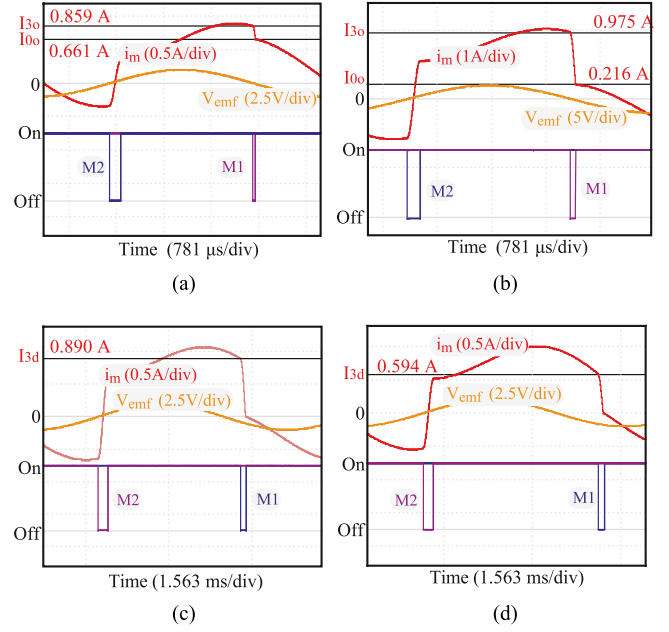 I3o 0.859 A
I0o
0.661 A
im (0.5A/div)
0
Vemf (2.5V/div)
On
M2 M1
Off
Time (781 μs/div)
(a)
I3o 0.975 A
im (1A/div)
I0o 0.216 A
0
Vemf (5V/div)
On
M2 M1
Off
Time (781 μs/div)
(b)
0.890 A
I3d
im (0.5A/div)
Vemf (2.5V/div)
0
On
M2 M1
Off
Time (1.563 ms/div)
(c)
im (0.5A/div)
0.594 A
I3d
Vemf (2.5V/div)
0
On
M2 M1
Off
Time (1.563 ms/div)
(d)